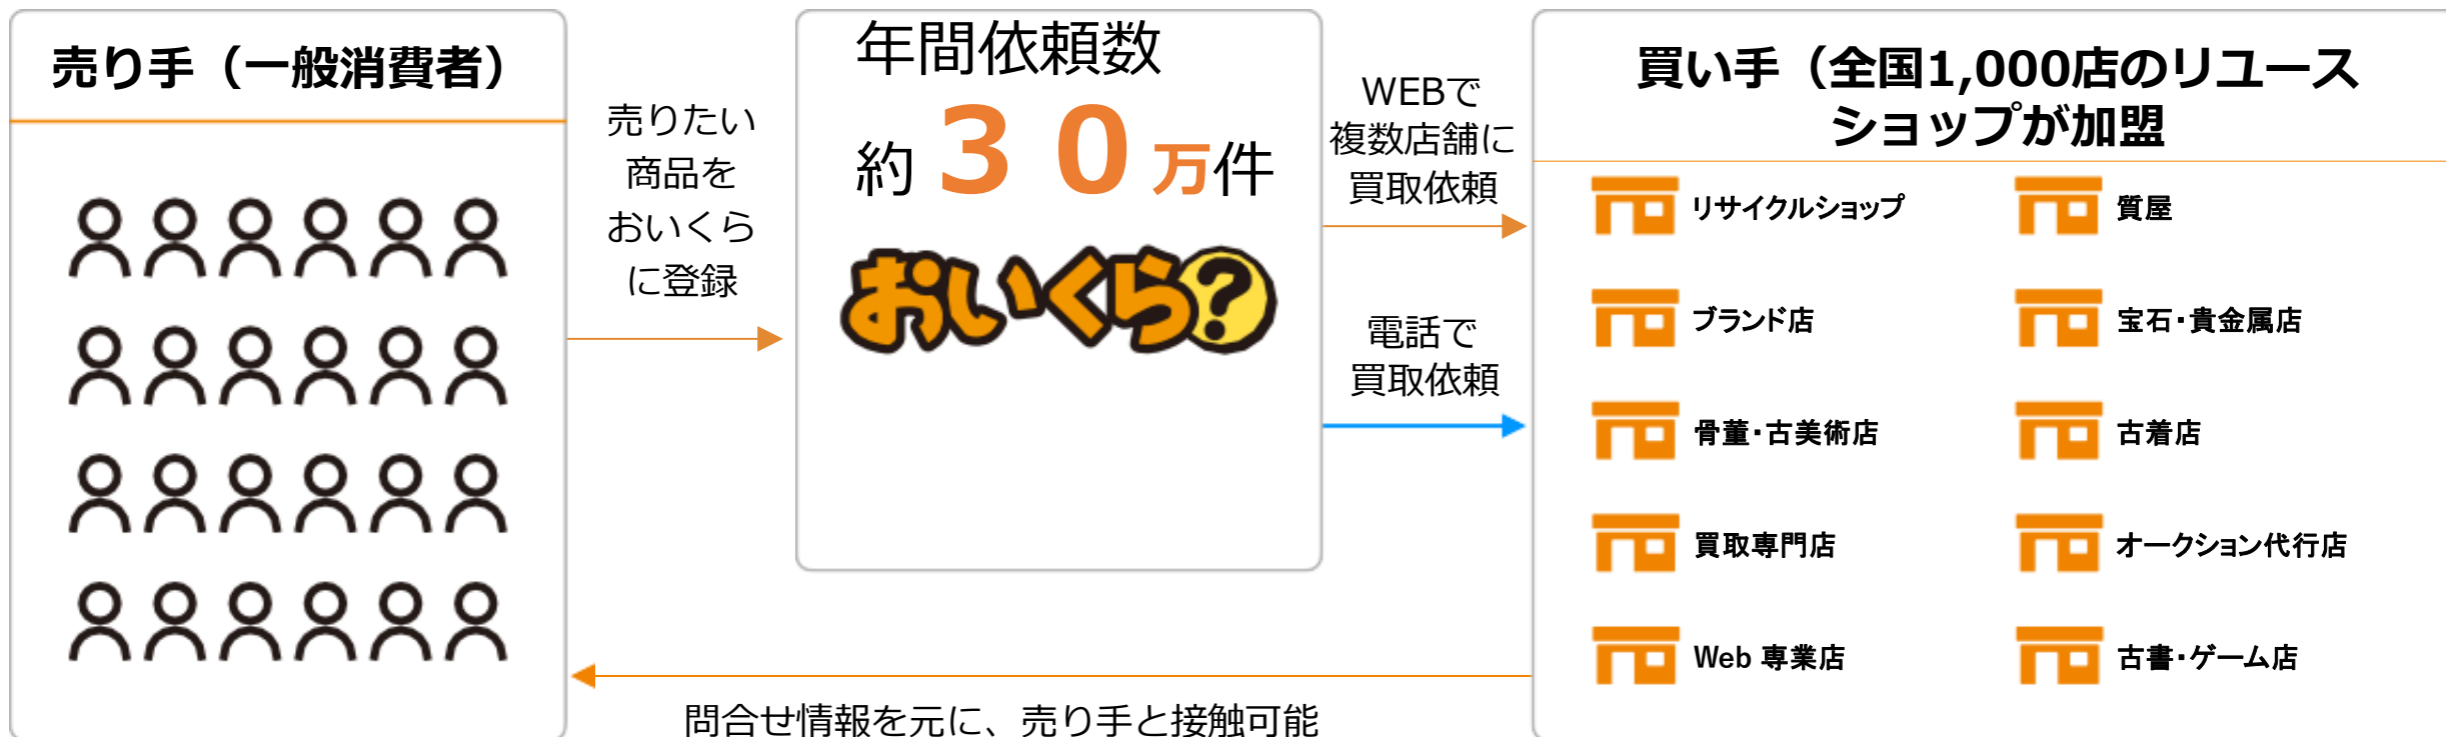 売り手（一般消費者）
売りたい
商品を
おいくら
に登録
年間依頼数
約３０万件
おいくら?
WEBで
複数店舗に
買取依頼
電話で
買取依頼
買い手（全国1,000店のリユース
ショップが加盟
リサイクルショップ
質屋
ブランド店
宝石・貴金属店
骨董・古美術店
古着店
買取専門店
オークション代行店
Web 専業店
古書・ゲーム店
問合せ情報を元に、売り手と接触可能